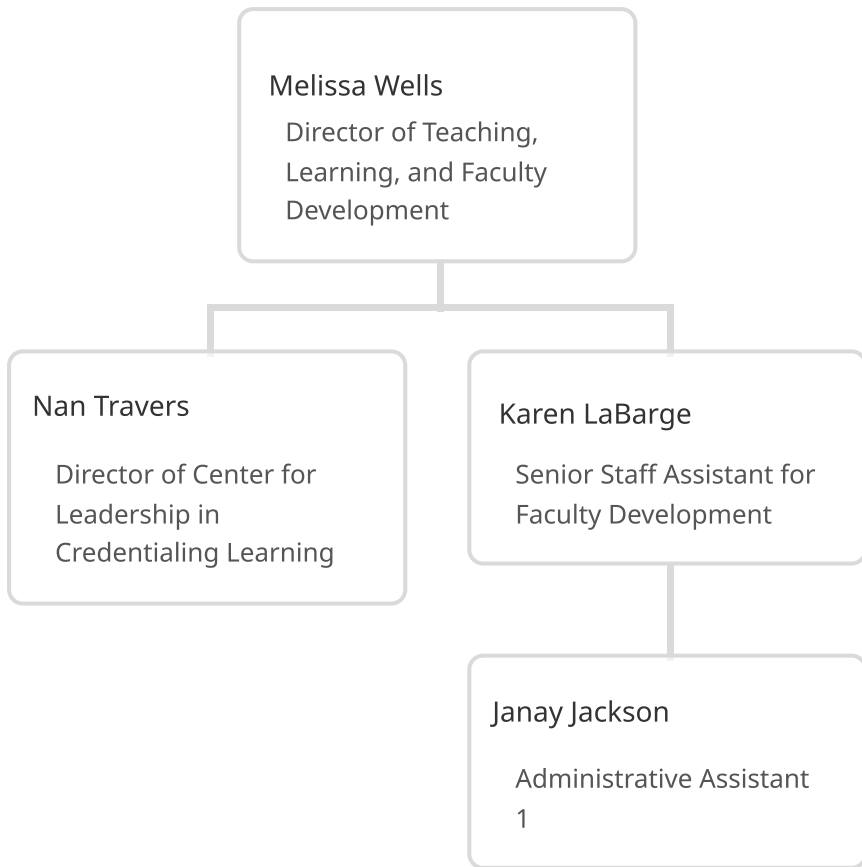 Melissa Wells
Director of Teaching,
Learning, and Faculty
Development
Nan Travers
Director of Center for
Leadership in
Credentialing Learning
Karen LaBarge
Senior Staff Assistant for
Faculty Development
Janay Jackson
Administrative Assistant
1